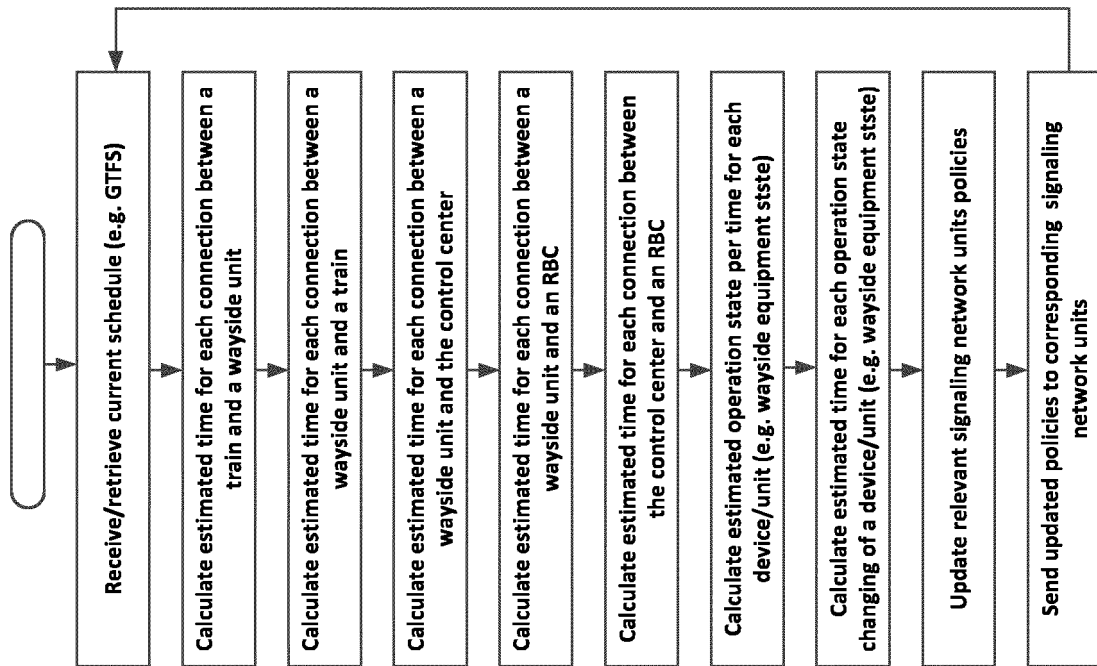 Receive/retrieve current schedule (e.g. GTFS)
Calculate estimated time for each connection between a
train and a wayside unit
Calculate estimated time for each connection between a
wayside unit and a train
Calculate estimated time for each connection between a
wayside unit and the control center
Calculate estimated time for each connection between a
wayside unit and an RBC
Calculate estimated time for each connection between
the control center and an RBC
Calculate estimated operation state per time for each
device/unit (e.g. wayside equipment stste)
Calculate estimated time for each operation state
changing of a device/unit (e.g. wayside equipment stste)
Update relevant signaling network units policies
Send updated policies to corresponding signaling
network units